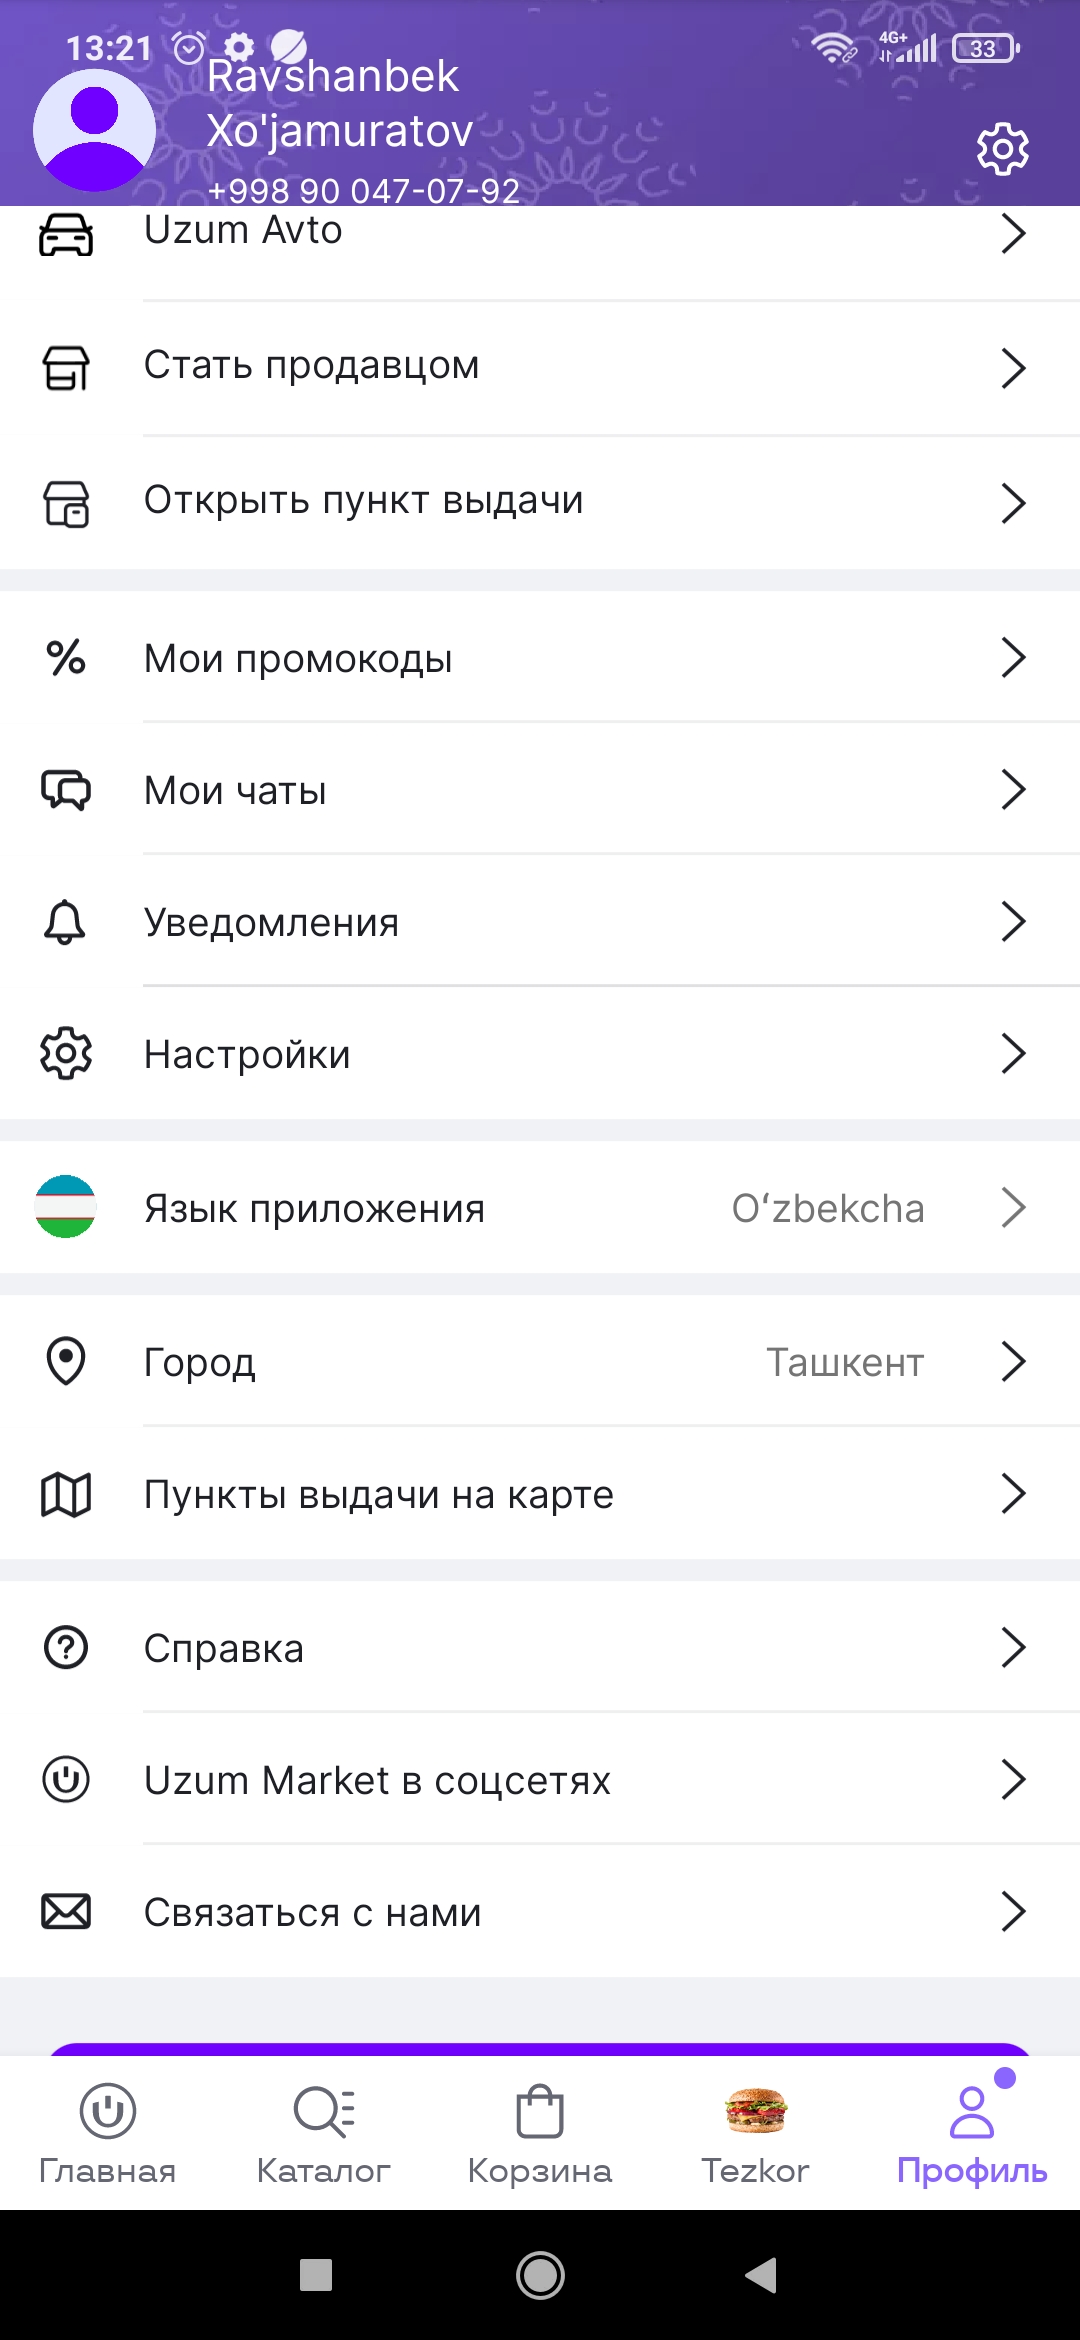 13:21
4G+
33
Ravshanbek
Xo'jamuratov
+998 90 047-07-92
Uzum Avto
Стать продавцом
Открыть пункт выдачи
Мои промокоды
Мои чаты
Уведомления
Настройки
Язык приложения Oʻzbekcha
Город Ташкент
Пункты выдачи на карте
Справка
Uzum Market в соцсетях
Связаться с нами
Главная Каталог Корзина Tezkor Профиль